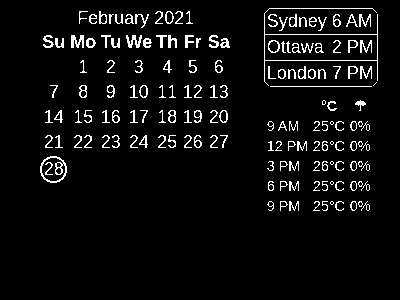 February 2021
Su Mo Tu We Th Fr Sa
1 2 3 4 5 6
7 8 9 10 11 12 13
14 15 16 17 18 19 20
21 22 23 24 25 26 27
28
Sydney 6 AM
Ottawa 2 PM
London 7 PM
°C ☂
9 AM 25°C 0%
12 PM 26°C 0%
3 PM 26°C 0%
6 PM 25°C 0%
9 PM 25°C 0%